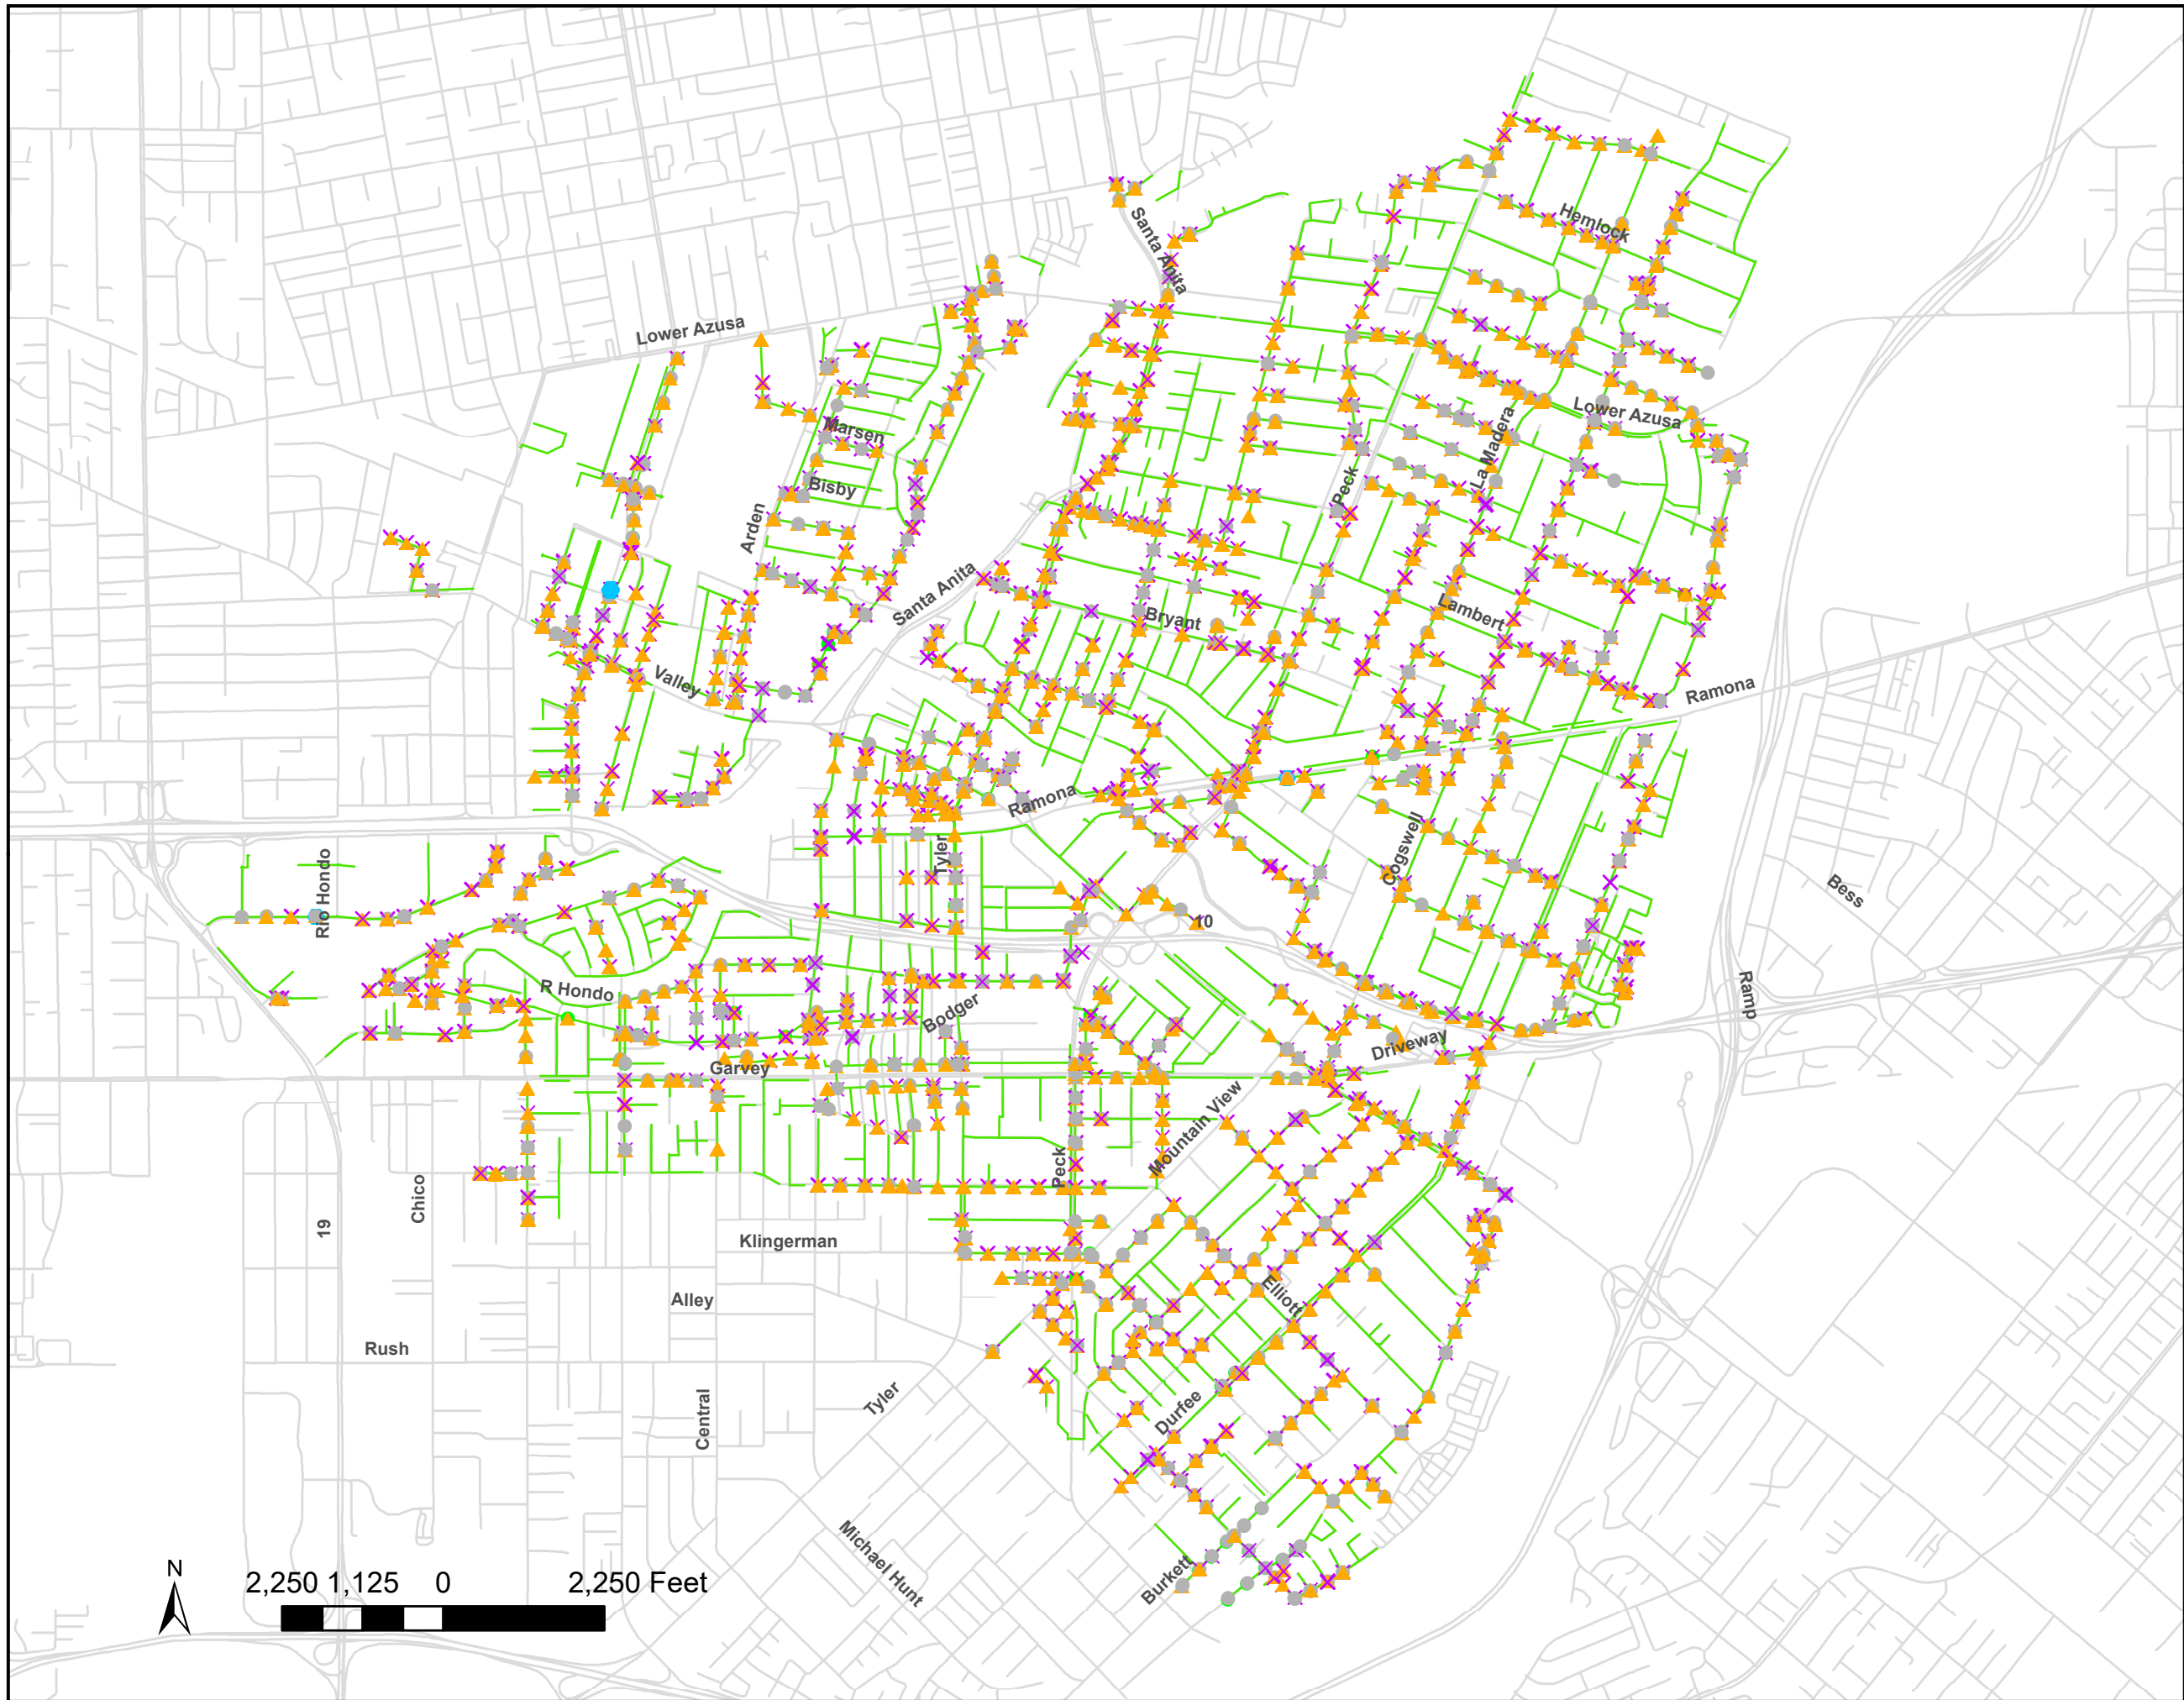 Santa Anita
Hemlock
Lower Azusa
Lower Azusa
Marsen
La Madera
Bisby
Peck
Arden
Santa Anita
Bryant
Lambert
Valley
Ramona
Ramona
Tyler
Cogswell
Rio Hondo
Bess
10
R Hondo
Bodger
Ramp
Driveway
Garvey
Mountain View
Peck
Chico
19
Klingerman
Elliott
Alley
Rush
Central
Tyler
Durfee
Michael Hunt
Burkett
N
2,250 1,125 0 2,250 Feet